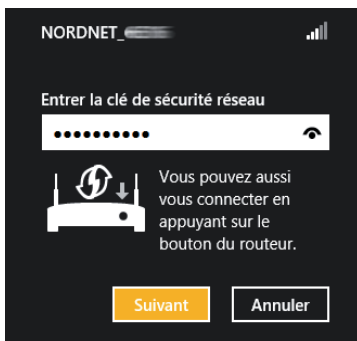 NORDNET_
Entrer la clé de sécurité réseau
••••••••••
Vous pouvez aussi
vous connecter en
appuyant sur le
bouton du routeur.
Suivant
Annuler